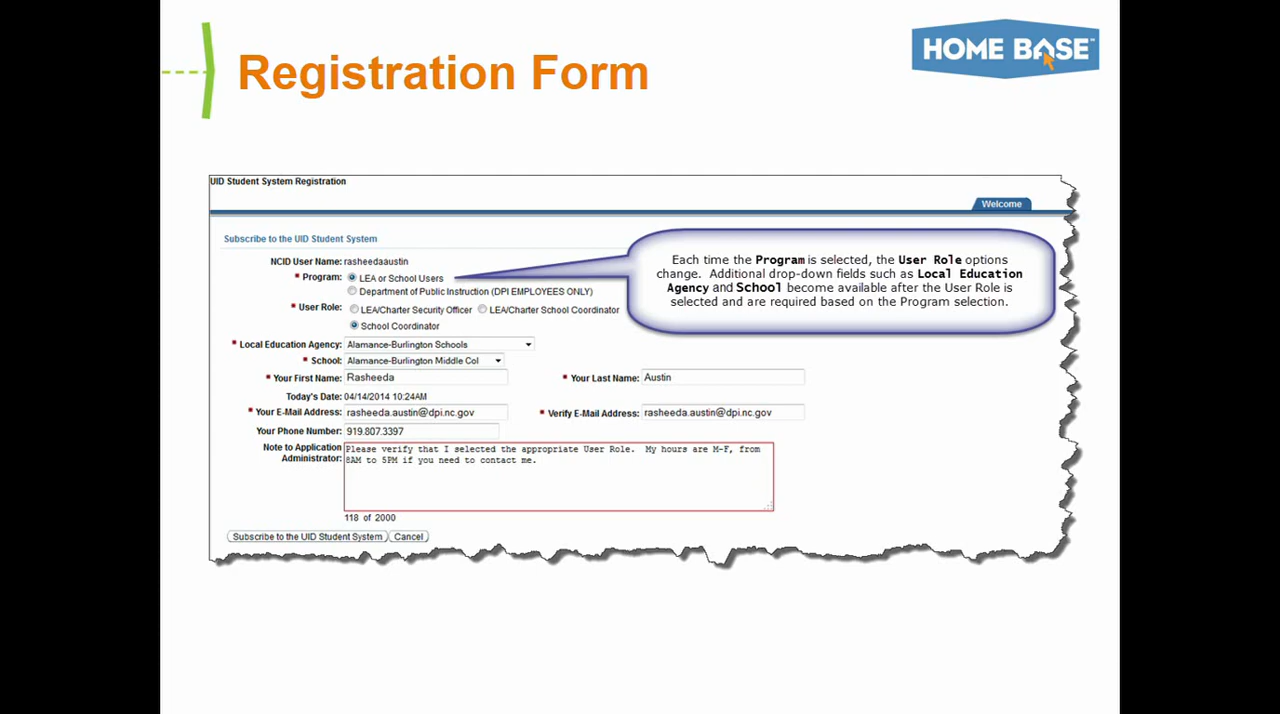 Registration Form
HOME BASE™
UID Student System Registration
Welcome
Subscribe to the UID Student System
NCID User Name: rasheedaaustin
* Program: LEA or School Users
Department of Public Instruction (DPI EMPLOYEES ONLY)
* User Role: LEA/Charter Security Officer LEA/Charter School Coordinator
School Coordinator
* Local Education Agency: Alamance-Burlington Schools
* School: Alamance-Burlington Middle Col
* Your First Name: Rasheeda * Your Last Name: Austin
Today's Date: 04/14/2014 10:24AM
* Your E-Mail Address: rasheeda.austin@dpi.nc.gov * Verify E-Mail Address: rasheeda.austin@dpi.nc.gov
Your Phone Number: 919.807.3397
Note to Application
Administrator:
Please verify that I selected the appropriate User Role. My hours are M-F, from
8AM to 5PM if you need to contact me.
118 of 2000
Subscribe to the UID Student System Cancel
Each time the Program is selected, the User Role options
change. Additional drop-down fields such as Local Education
Agency and School become available after the User Role is
selected and are required based on the Program selection.